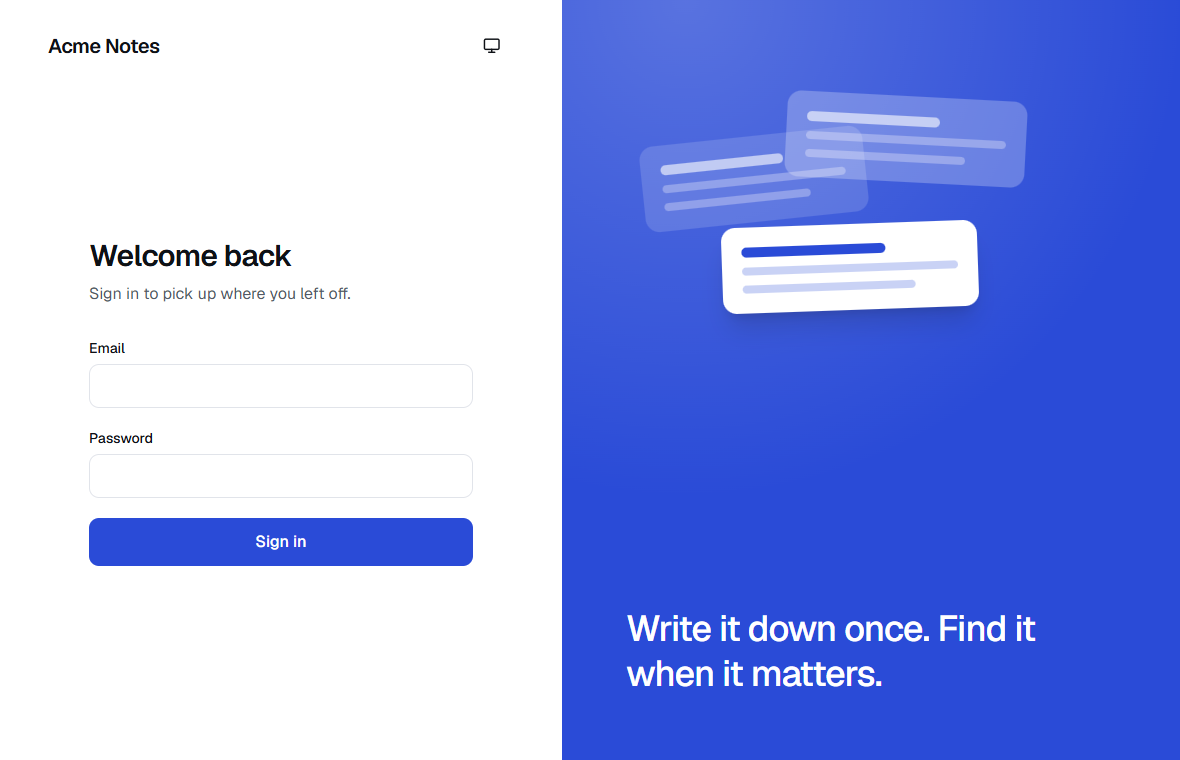 Acme Notes
Welcome back
Sign in to pick up where you left off.
Email
Password
Sign in
Write it down once. Find it
when it matters.